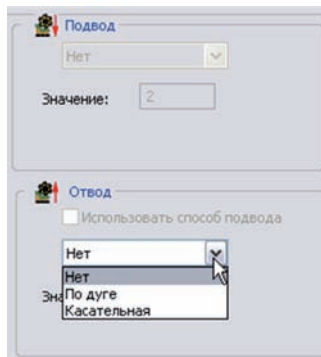 Подвод
Нет
Значение: 2
Отвод
Использовать способ подвода
Нет
Нет
По дуге
Зна
Касательная